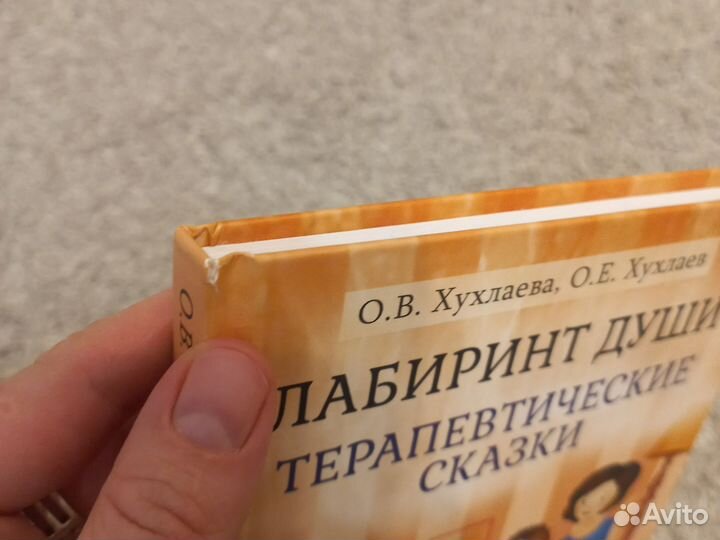 О.В. Хухлаева, О.Е. Хухлаев
ЛАБИРИНТ ДУШИ
ТЕРАПЕВТИЧЕСКИЕ
СКАЗКИ
О.В.
Avito